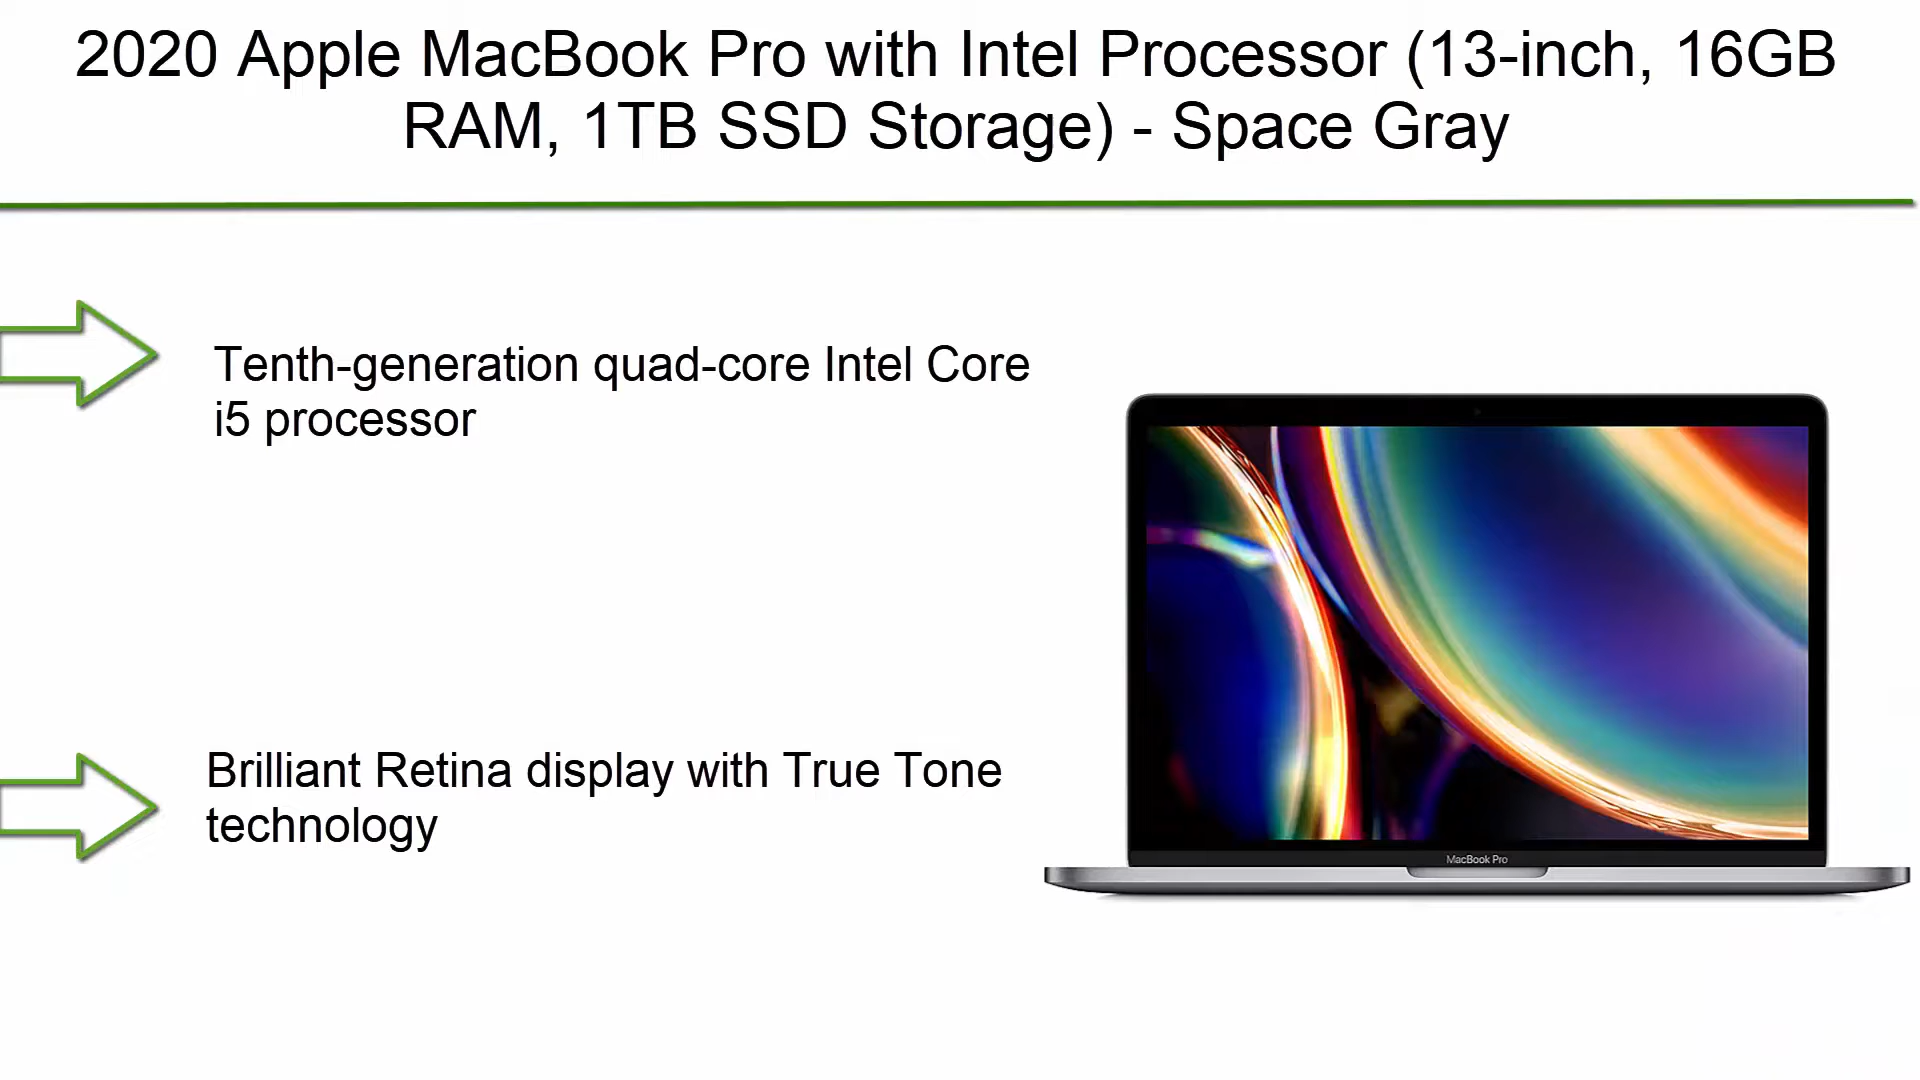 2020 Apple MacBook Pro with Intel Processor (13-inch, 16GB
RAM, 1TB SSD Storage) - Space Gray
Tenth-generation quad-core Intel Core
i5 processor
Brilliant Retina display with True Tone
technology
MacBook Pro